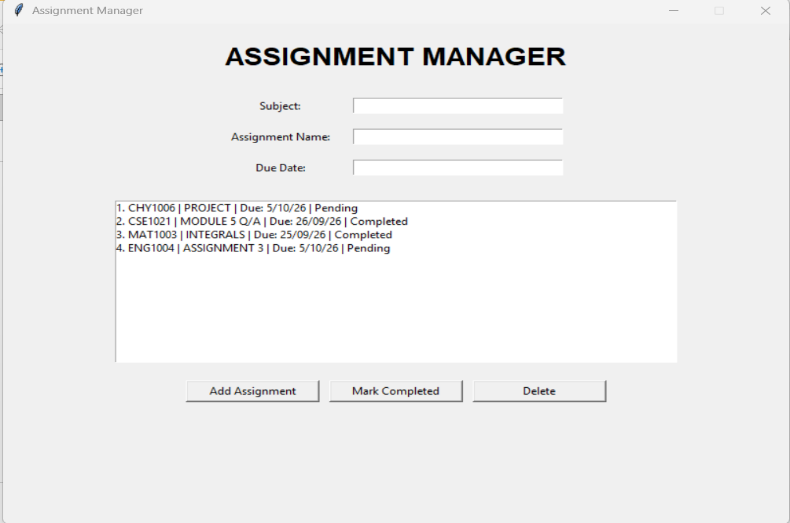 Assignment Manager
ASSIGNMENT MANAGER
Subject:
Assignment Name:
Due Date:
1. CHY1006 | PROJECT | Due: 5/10/26 | Pending
2. CSE1021 | MODULE 5 Q/A | Due: 26/09/26 | Completed
3. MAT1003 | INTEGRALS | Due: 25/09/26 | Completed
4. ENG1004 | ASSIGNMENT 3 | Due: 5/10/26 | Pending
Add Assignment Mark Completed Delete